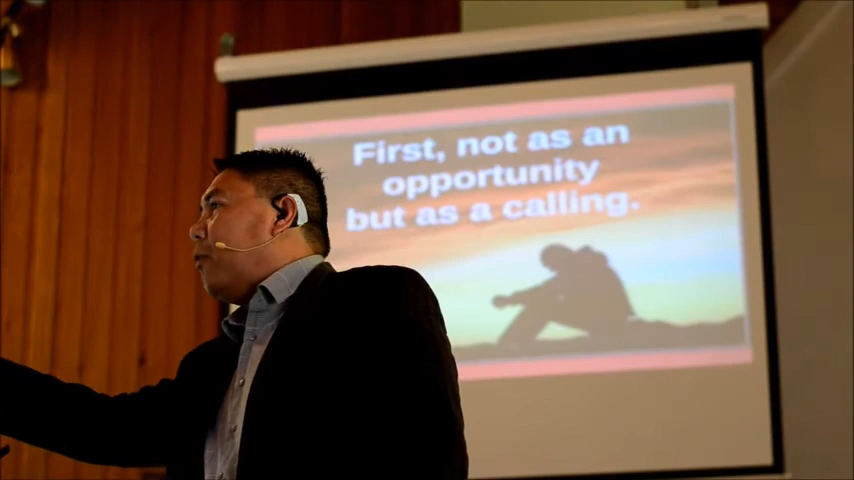 First, not as an
opportunity
but as a calling.